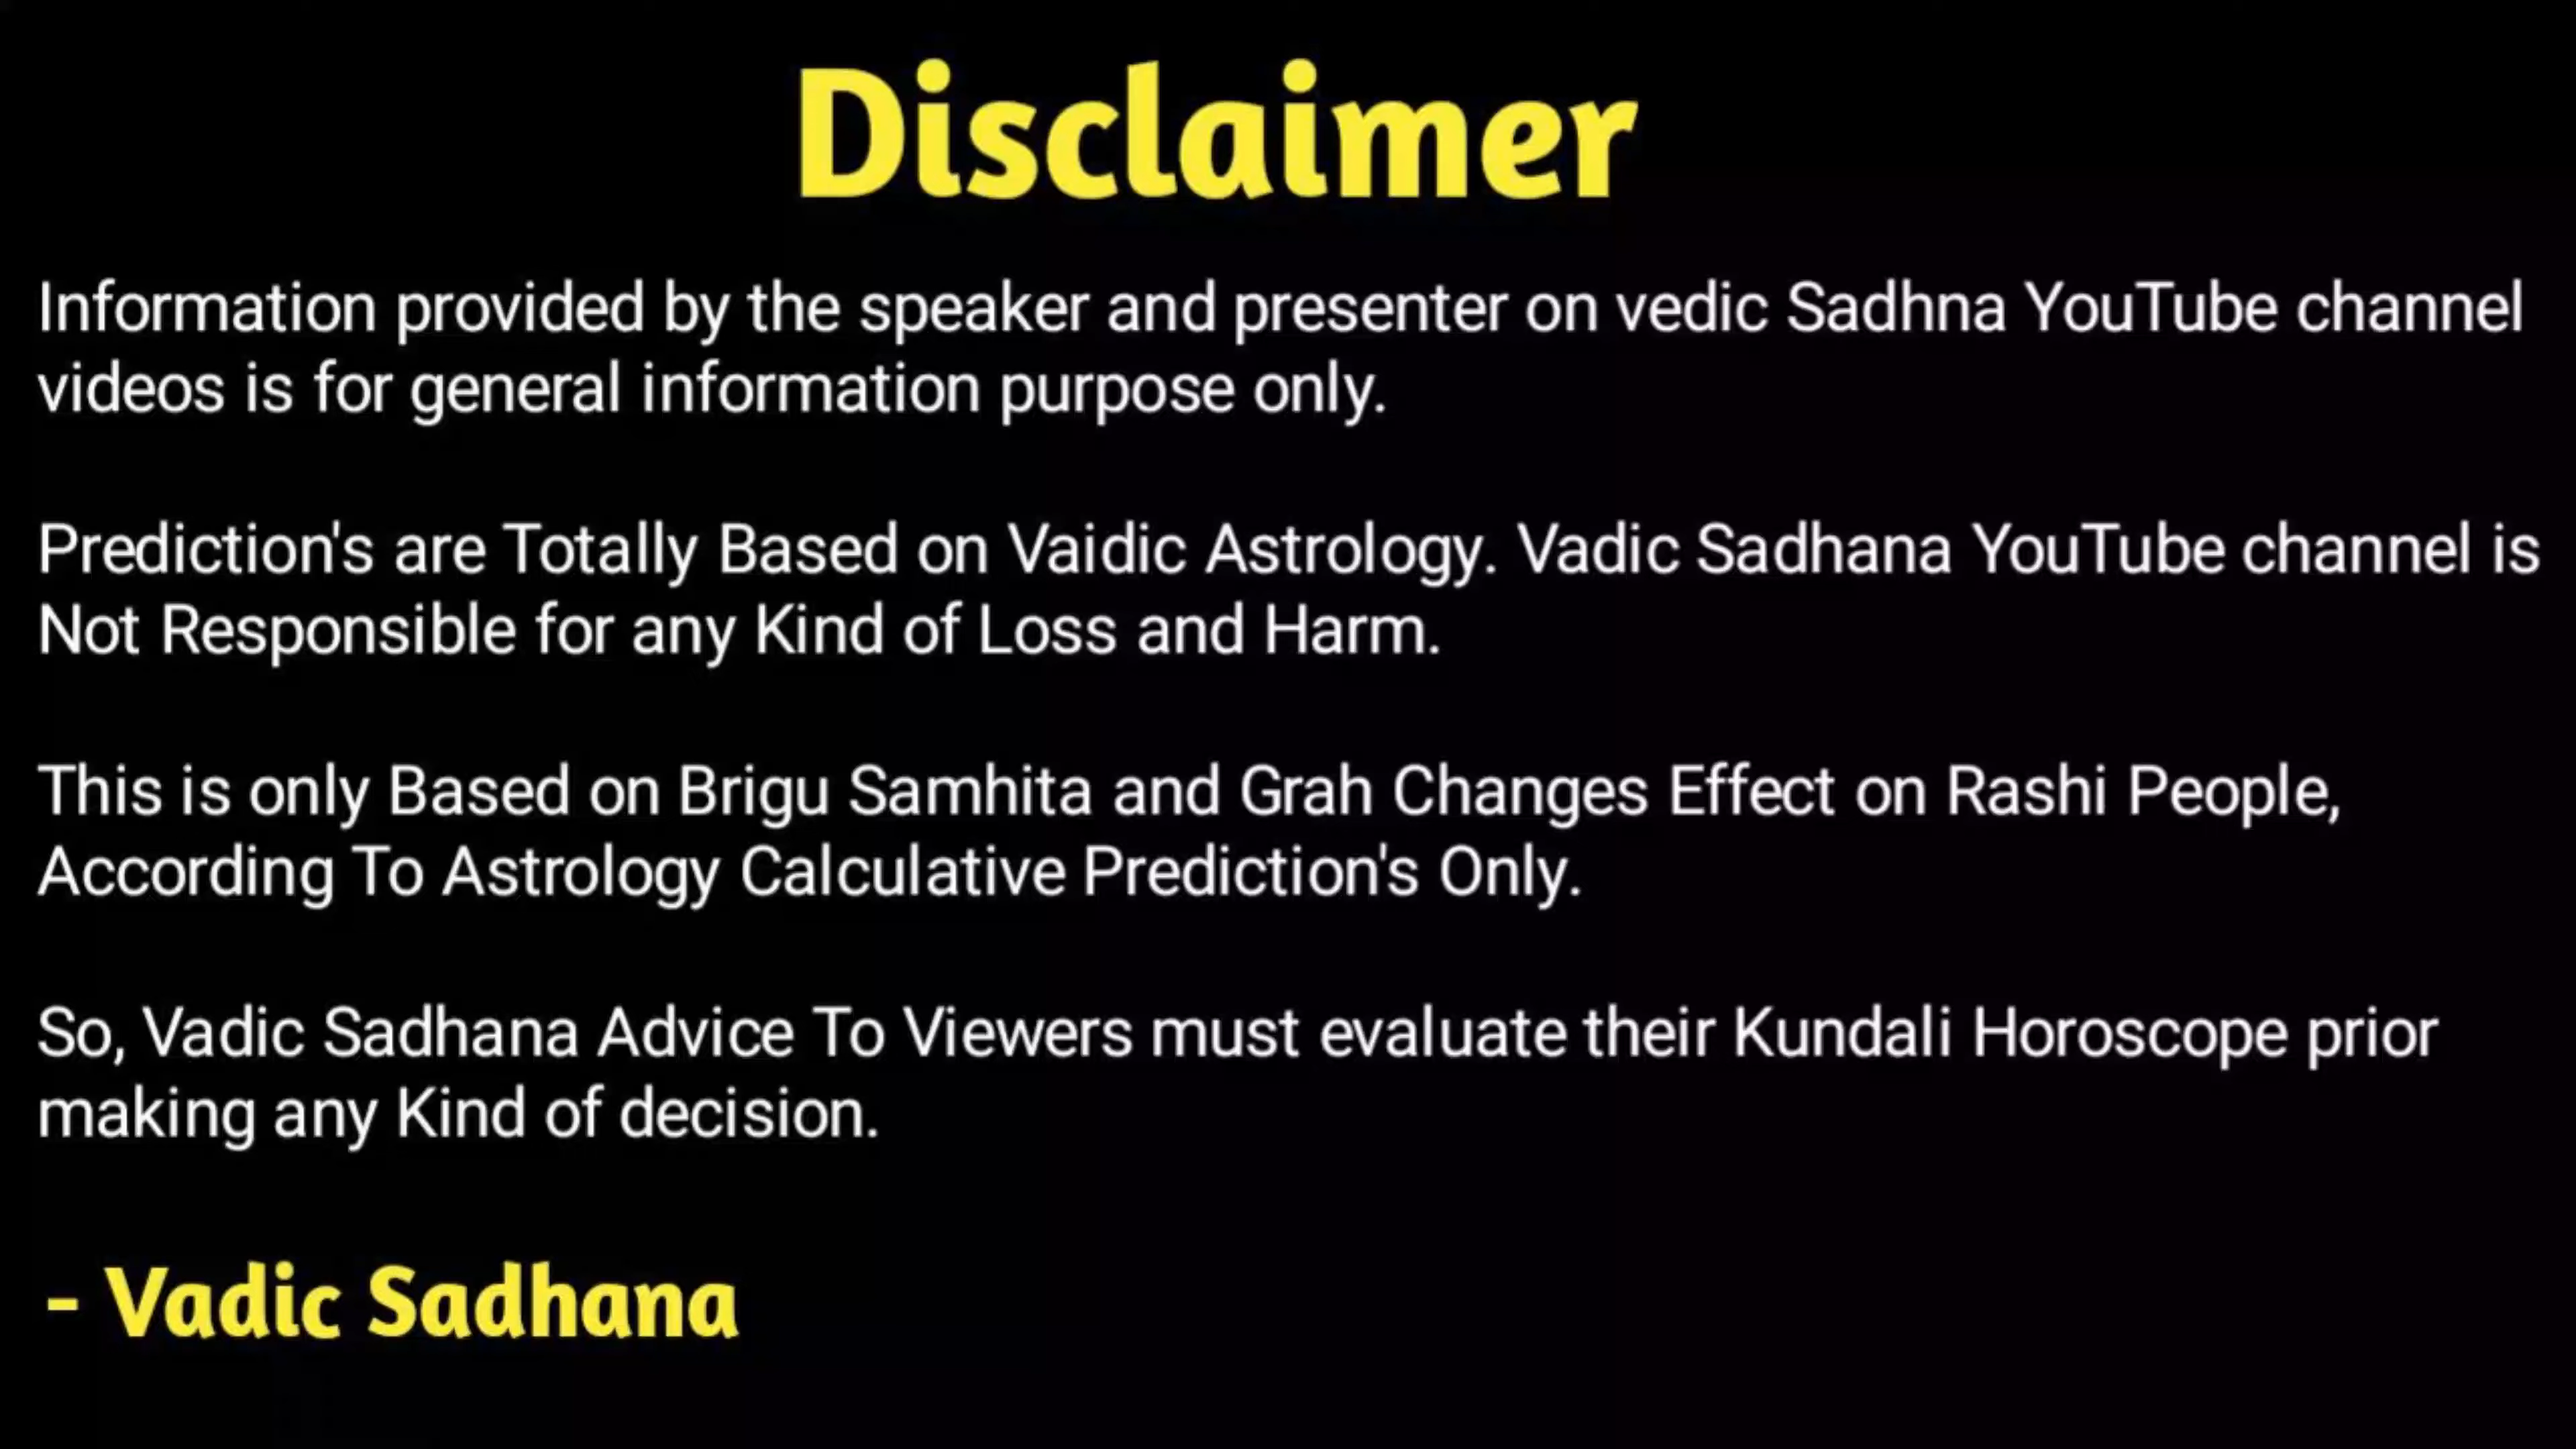 Disclaimer
Information provided by the speaker and presenter on vedic Sadhna YouTube channel
videos is for general information purpose only.
Prediction's are Totally Based on Vaidic Astrology. Vadic Sadhana YouTube channel is
Not Responsible for any Kind of Loss and Harm.
This is only Based on Brigu Samhita and Grah Changes Effect on Rashi People,
According To Astrology Calculative Prediction's Only.
So, Vadic Sadhana Advice To Viewers must evaluate their Kundali Horoscope prior
making any Kind of decision.
- Vadic Sadhana